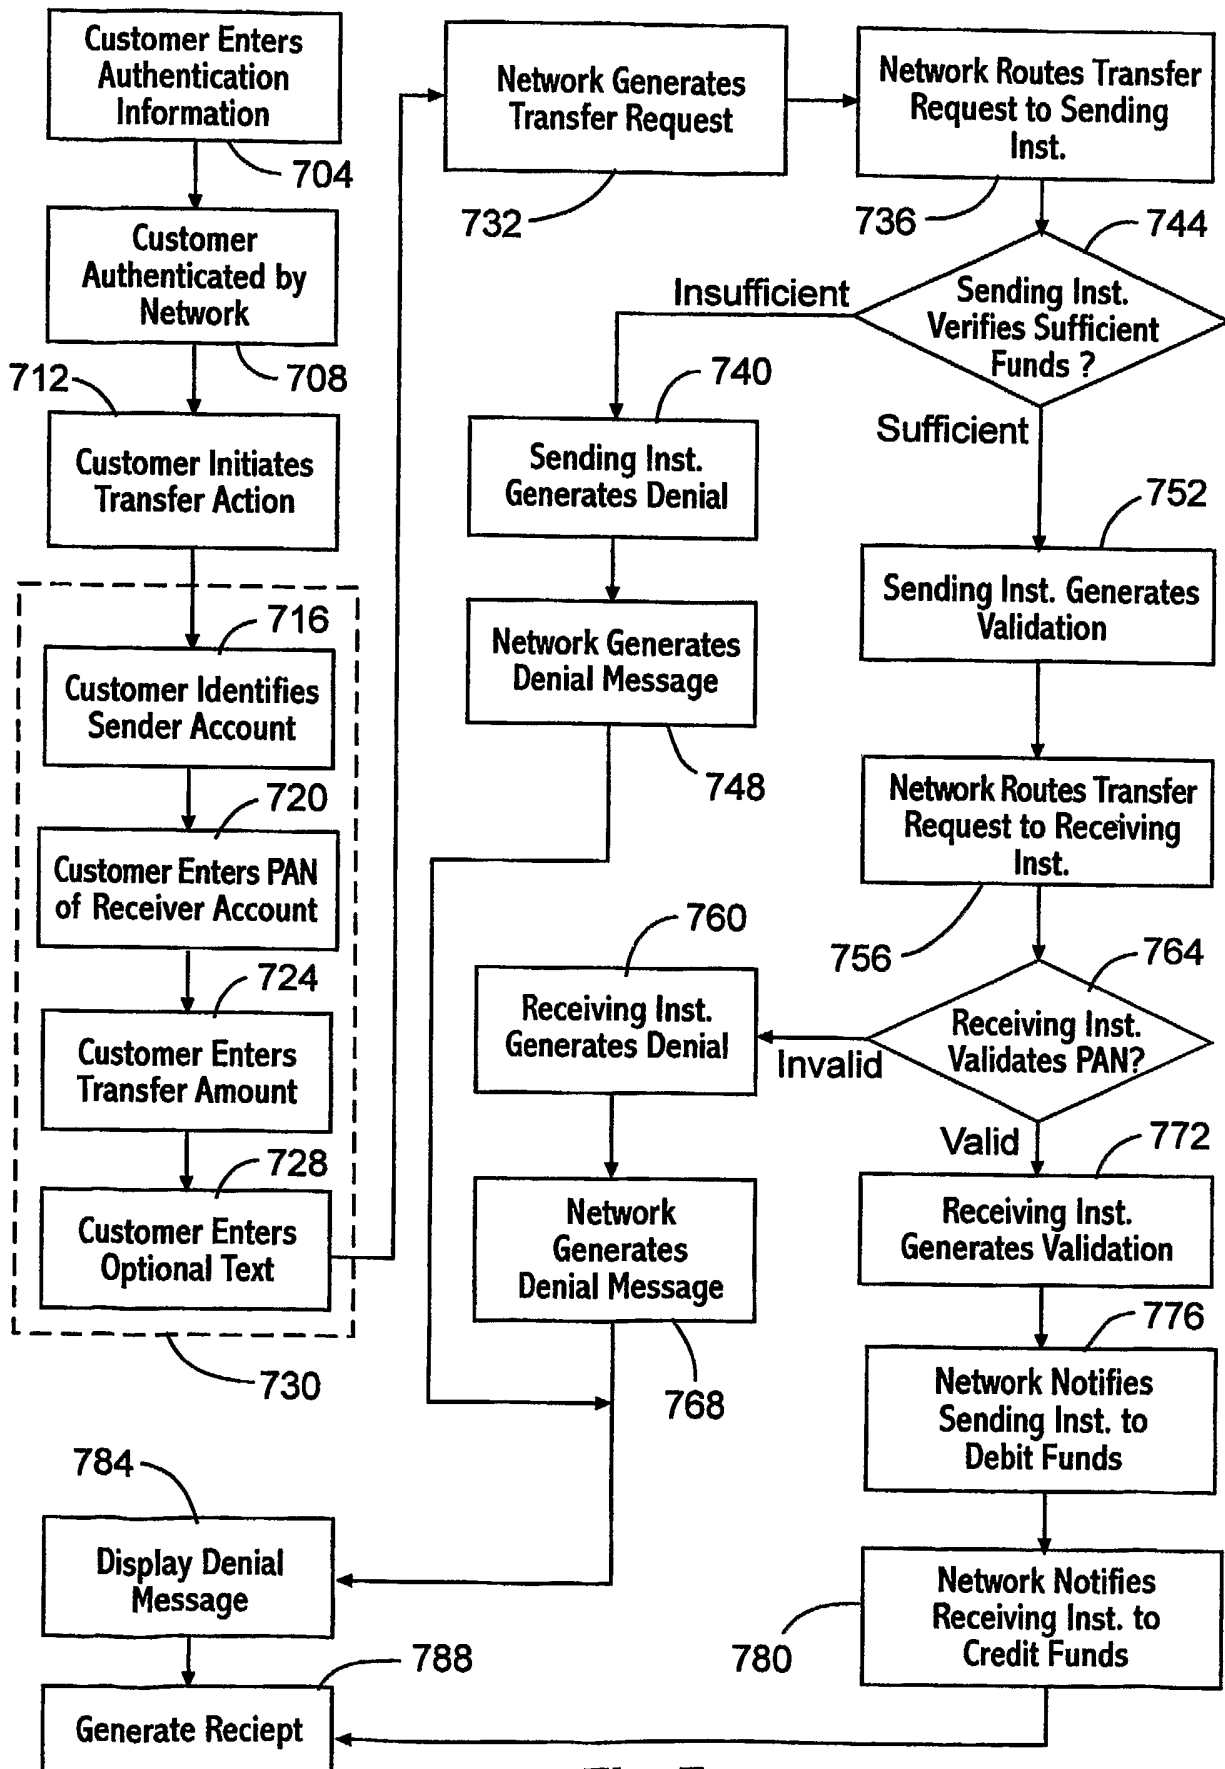 Customer Enters
Authentication
Information
704
Customer
Authenticated by
Network
708
712
Customer Initiates
Transfer Action
716
Customer Identifies
Sender Account
720
Customer Enters PAN
of Receiver Account
724
Customer Enters
Transfer Amount
728
Customer Enters
Optional Text
730
Network Generates
Transfer Request
732
Network Routes Transfer
Request to Sending
Inst.
736
744
Sending Inst.
Verifies Sufficient
Funds ?
Insufficient
Sufficient
740
Sending Inst.
Generates Denial
Network Generates
Denial Message
748
752
Sending Inst. Generates
Validation
Network Routes Transfer
Request to Receiving
Inst.
756
764
Receiving Inst.
Validates PAN?
Invalid
Valid
760
Receiving Inst.
Generates Denial
Network
Generates
Denial Message
768
772
Receiving Inst.
Generates Validation
776
Network Notifies
Sending Inst. to
Debit Funds
Network Notifies
Receiving Inst. to
Credit Funds
780
784
Display Denial
Message
788
Generate Reciept